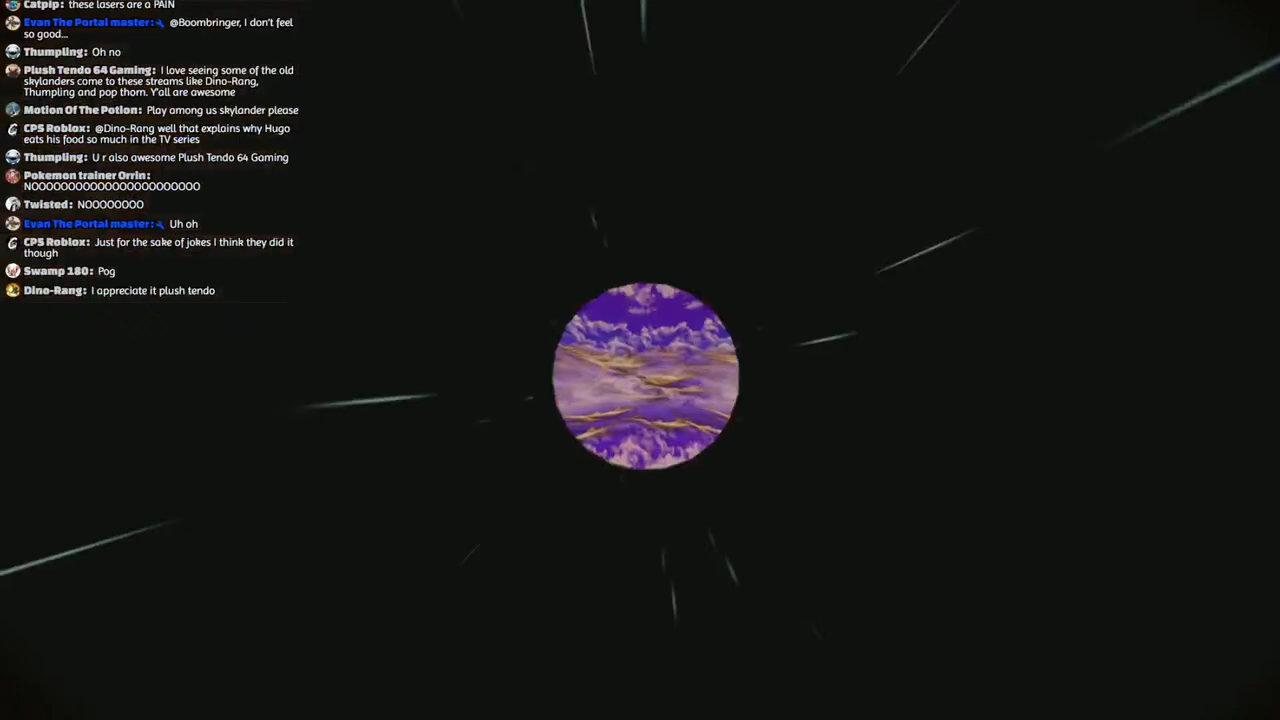 Catpip: these lasers are a PAIN
Evan The Portal master: @Boombringer, I don't feel
so good...
Thumpling: Oh no
Plush Tendo 64 Gaming: I love seeing some of the old
skylanders come to these streams like Dino-Rang,
Thumpling and pop thorn. Y'all are awesome
Motion Of The Potion: Play among us skylander please
CPS Roblox: @Dino-Rang well that explains why Hugo
eats his food so much in the TV series
Thumpling: U r also awesome Plush Tendo 64 Gaming
Pokemon trainer Orrin:
NOOOOOOOOOOOOOOOOOOOOOOO
Twisted: NOOOOOOOO
Evan The Portal master: Uh oh
CPS Roblox: Just for the sake of jokes I think they did it
though
Swamp 180: Pog
Dino-Rang: I appreciate it plush tendo